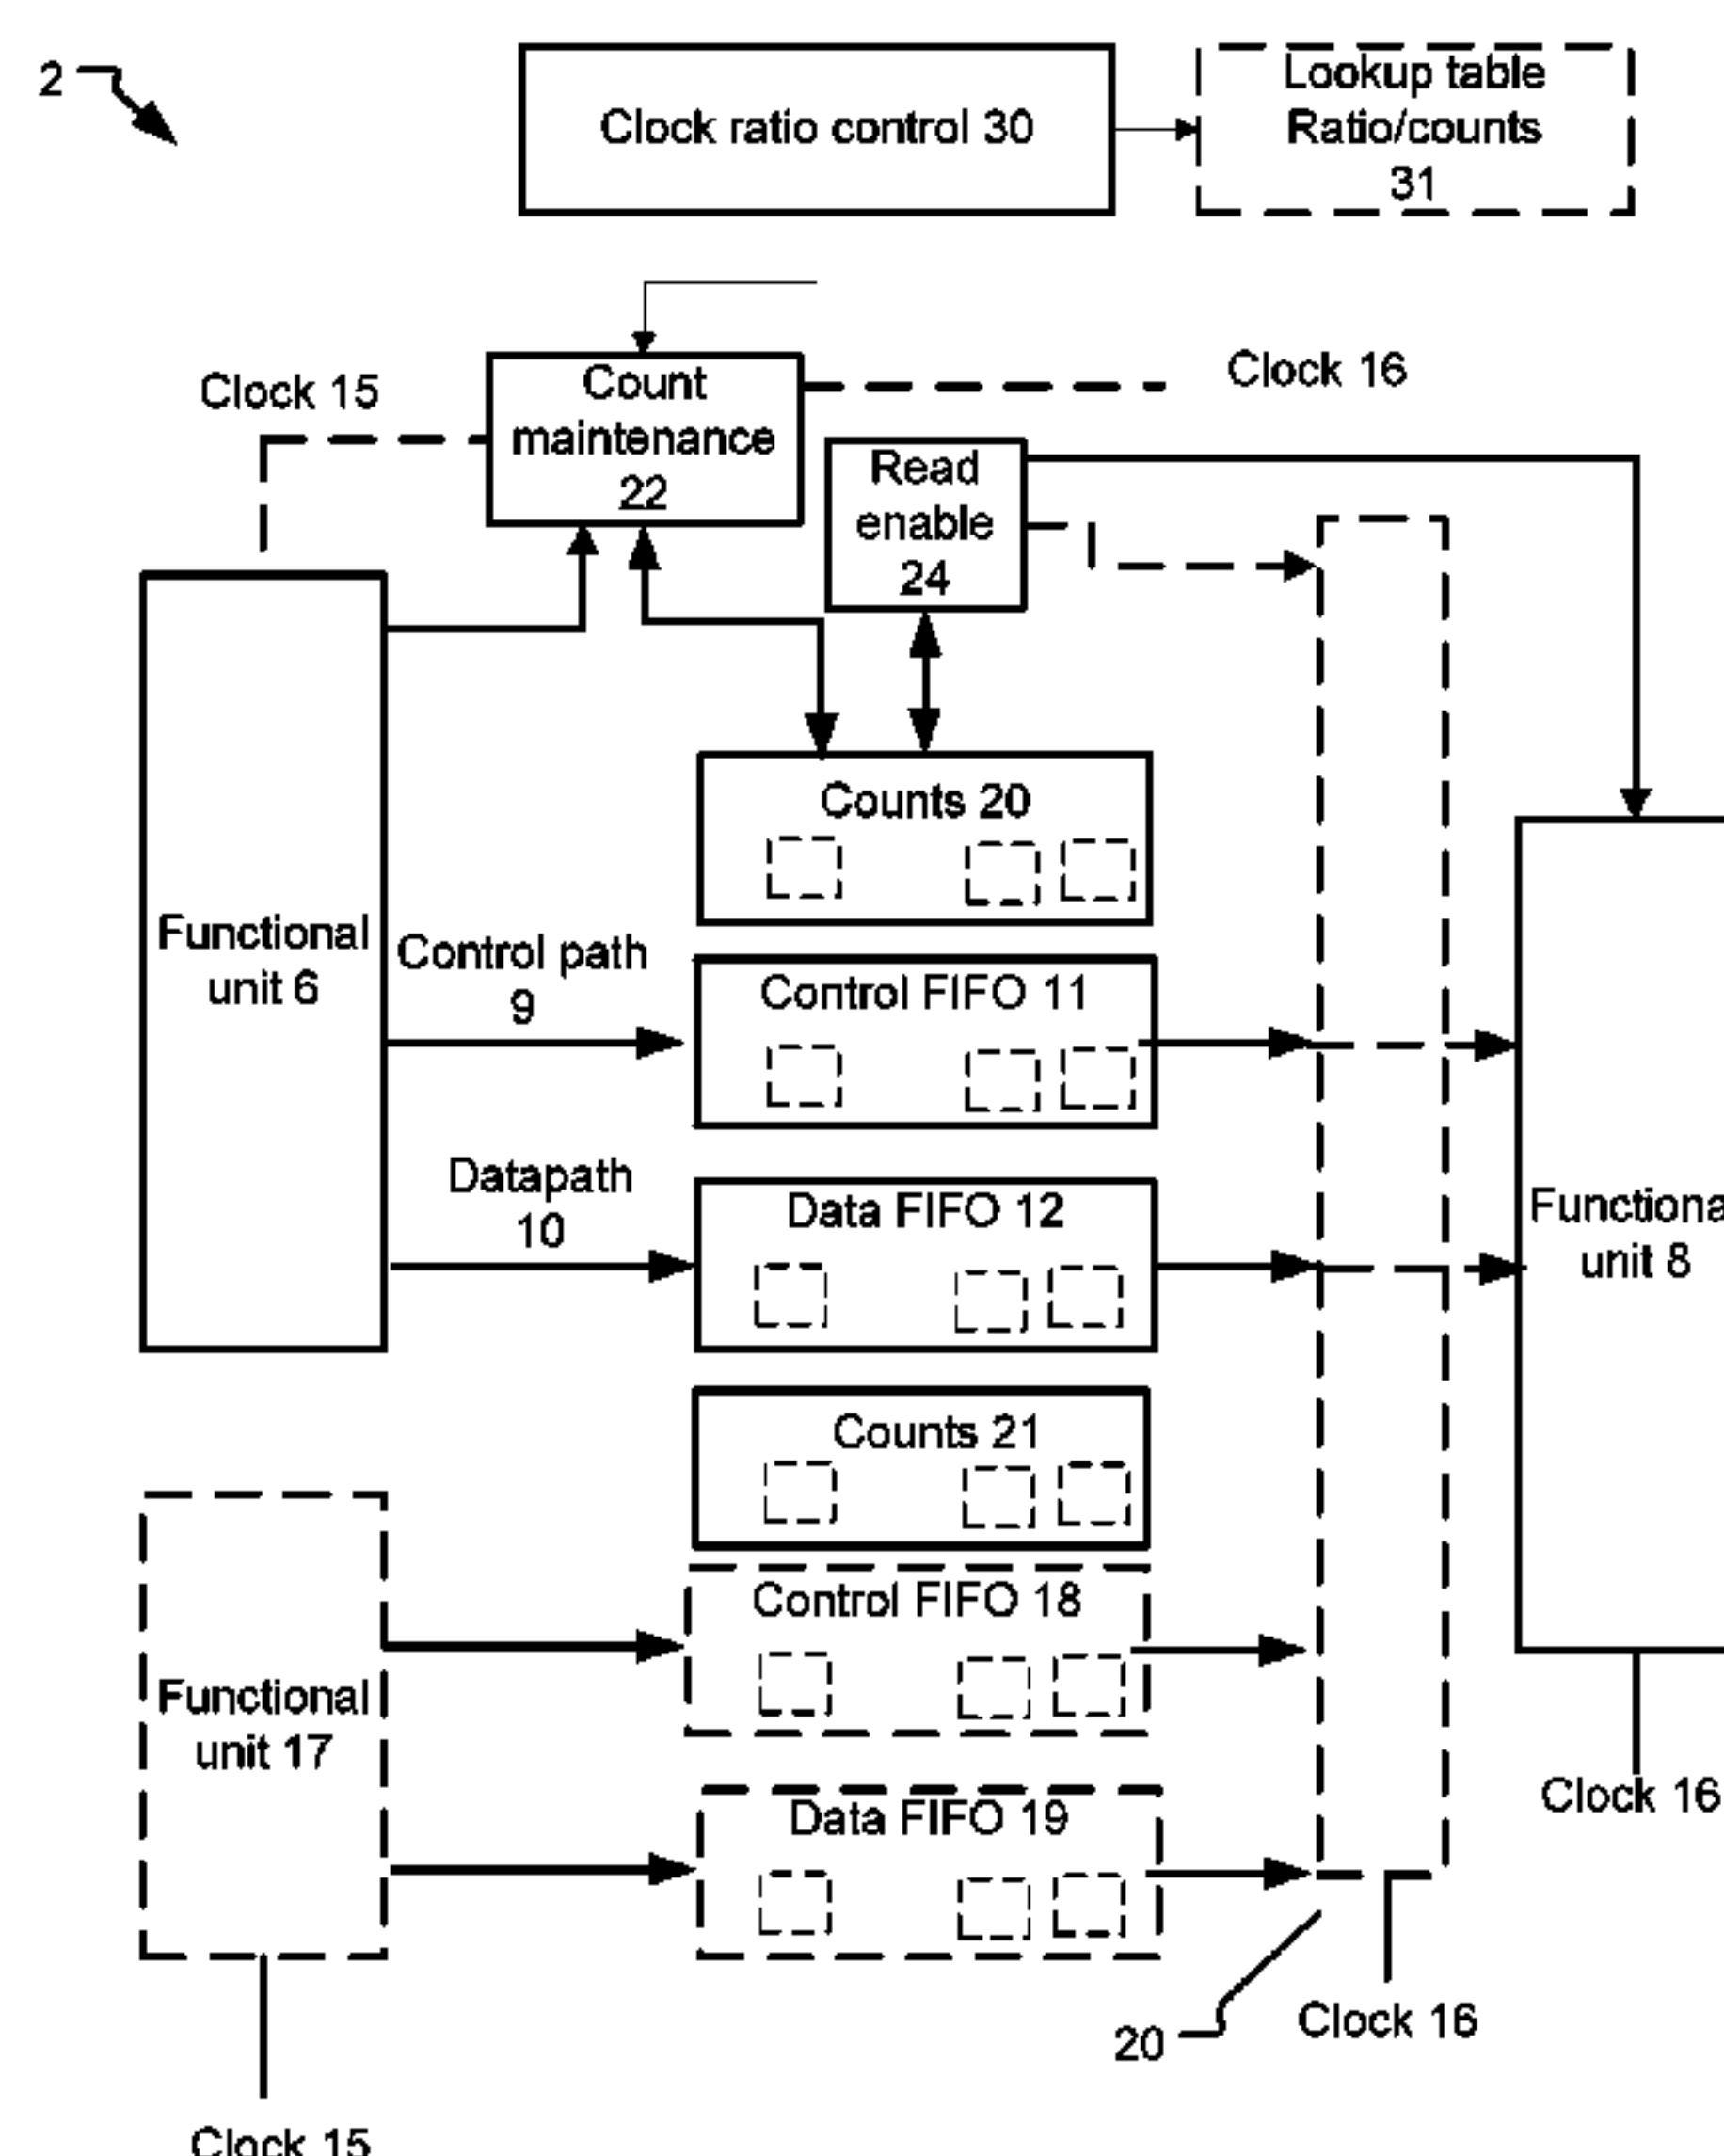 2
Clock ratio control 30
Lookup table
Ratio/counts
31
Clock 15
Count
maintenance
22
Clock 16
Read
enable
24
Counts 20
Functional
unit 6
Control path
9
Control FIFO 11
Datapath
10
Data FIFO 12
Functiona
unit 8
Counts 21
Control FIFO 18
Functional
unit 17
Clock 16
Data FIFO 19
20
Clock 16
Clock 15